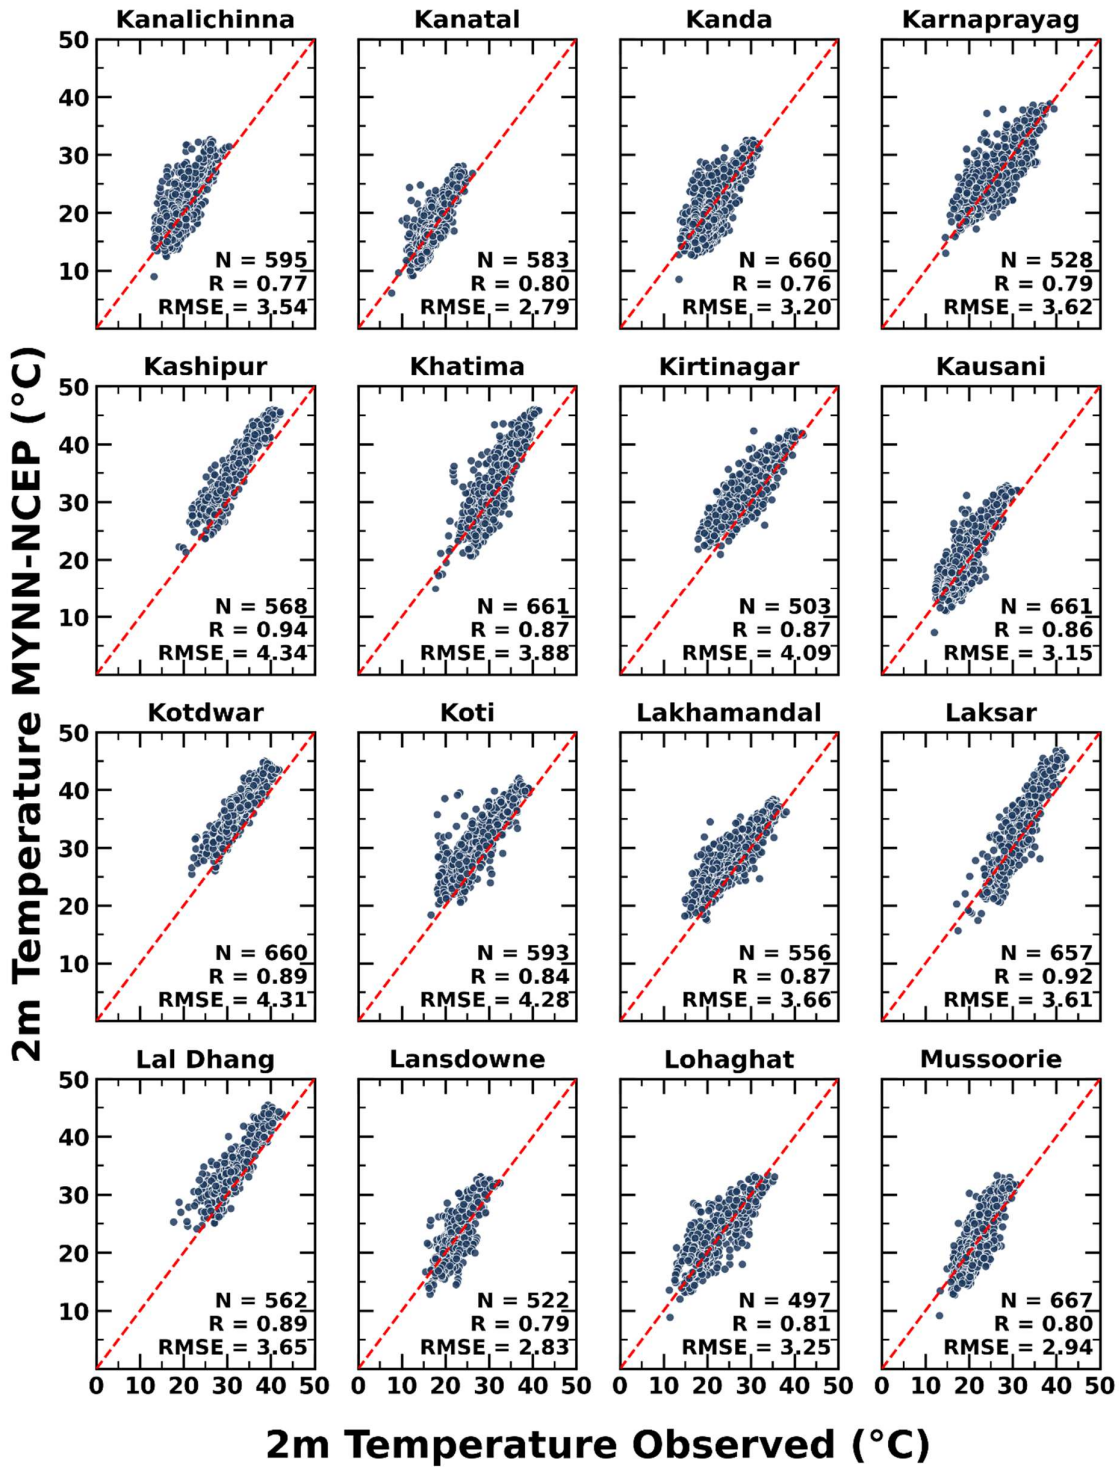 Kanalichinna Kanatal Kanda Karnaprayag
50
40
30
20
10
N = 595
R = 0.77
RMSE = 3.54
N = 583
R = 0.80
RMSE = 2.79
N = 660
R = 0.76
RMSE = 3.20
N = 528
R = 0.79
RMSE = 3.62
2m Temperature MYNN-NCEP (°C)
Kashipur Khatima Kirtinagar Kausani
50
40
30
20
10
N = 568
R = 0.94
RMSE = 4.34
N = 661
R = 0.87
RMSE = 3.88
N = 503
R = 0.87
RMSE = 4.09
N = 661
R = 0.86
RMSE = 3.15
Kotdwar Koti Lakhamandal Laksar
50
40
30
20
10
N = 660
R = 0.89
RMSE = 4.31
N = 593
R = 0.84
RMSE = 4.28
N = 556
R = 0.87
RMSE = 3.66
N = 657
R = 0.92
RMSE = 3.61
Lal Dhang Lansdowne Lohaghat Mussoorie
50
40
30
20
10
N = 562
R = 0.89
RMSE = 3.65
N = 522
R = 0.79
RMSE = 2.83
N = 497
R = 0.81
RMSE = 3.25
N = 667
R = 0.80
RMSE = 2.94
0 10 20 30 40 50 0 10 20 30 40 50 0 10 20 30 40 50 0 10 20 30 40 50
2m Temperature Observed (°C)